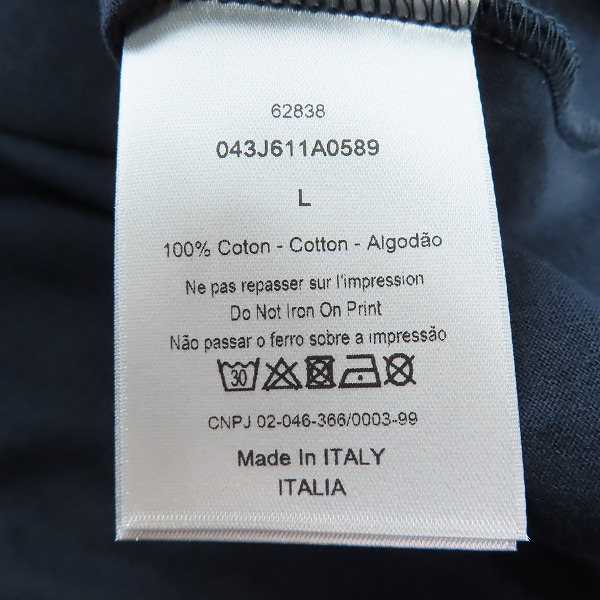 62838
043J611A0589
L
100% Coton - Cotton - Algodão
Ne pas repasser sur l'impression
Do Not Iron On Print
Não passar o ferro sobre a impressão
30
CNPJ 02-046-366/0003-99
Made In ITALY
ITALIA